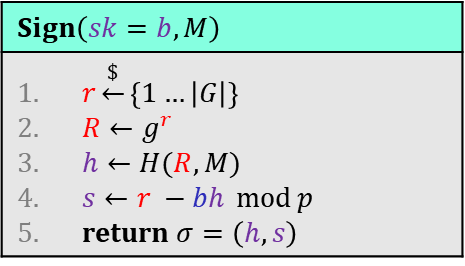 Sign(sk = b, M)
1. r $← {1 … |G|}
2. R ← g^r
3. h ← H(R, M)
4. s ← r − bh mod p
5. return σ = (h, s)